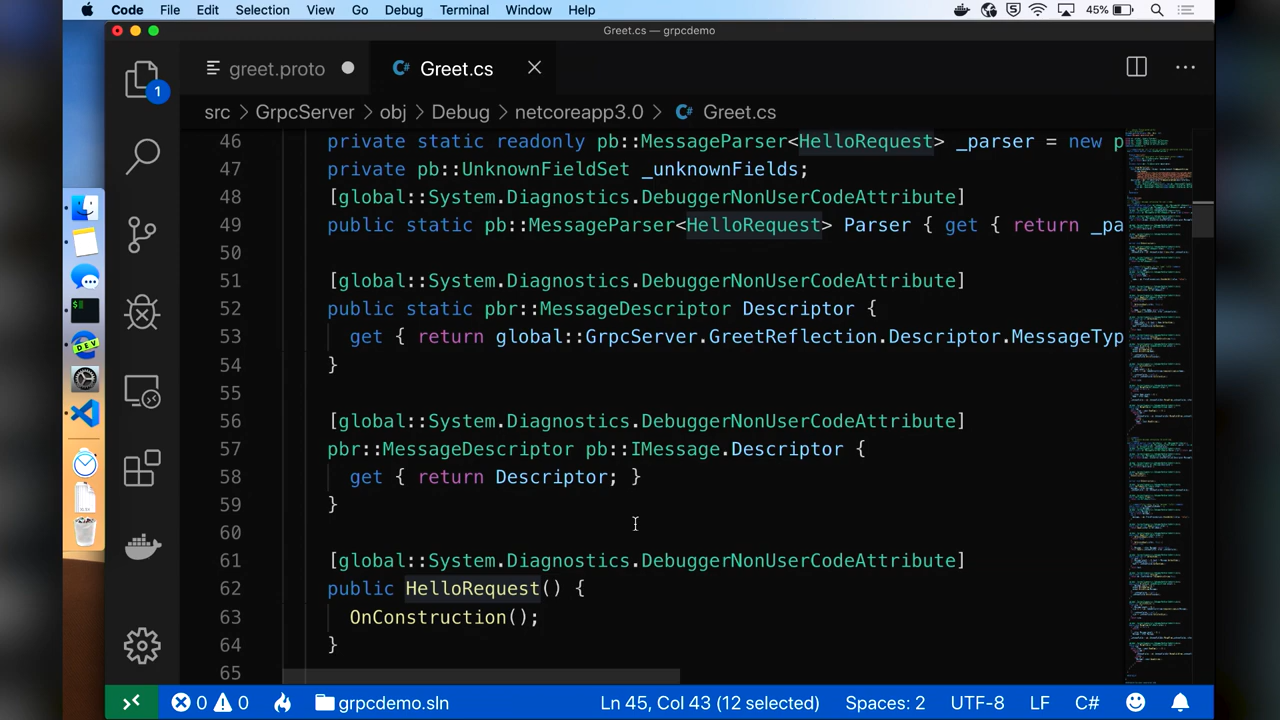 Code File Edit Selection View Go Debug Terminal Window Help 5 45%
Greet.cs — grpcdemo
greet.proto C# Greet.cs
1
src > GrpcServer > obj > Debug > netcoreapp3.0 > C# Greet.cs
46 private static readonly pb::MessageParser<HelloRequest> _parser = new p
47 private pb::UnknownFieldSet _unknownFields;
48 [global::System.Diagnostics.DebuggerNonUserCodeAttribute]
49 public static pb::MessageParser<HelloRequest> Parser { get { return _pa
50
51 [global::System.Diagnostics.DebuggerNonUserCodeAttribute]
52 public static pbr::MessageDescriptor Descriptor {
53 get { return global::GrpcServer.GreetReflection.Descriptor.MessageTyp
54 }
55
56 [global::System.Diagnostics.DebuggerNonUserCodeAttribute]
57 pbr::MessageDescriptor pb::IMessage.Descriptor {
58 get { return Descriptor; }
59 }
60
61 [global::System.Diagnostics.DebuggerNonUserCodeAttribute]
62 public HelloRequest() {
63 OnConstruction();
64 }
65
DEV
0 0 grpcdemo.sln Ln 45, Col 43 (12 selected) Spaces: 2 UTF-8 LF C#